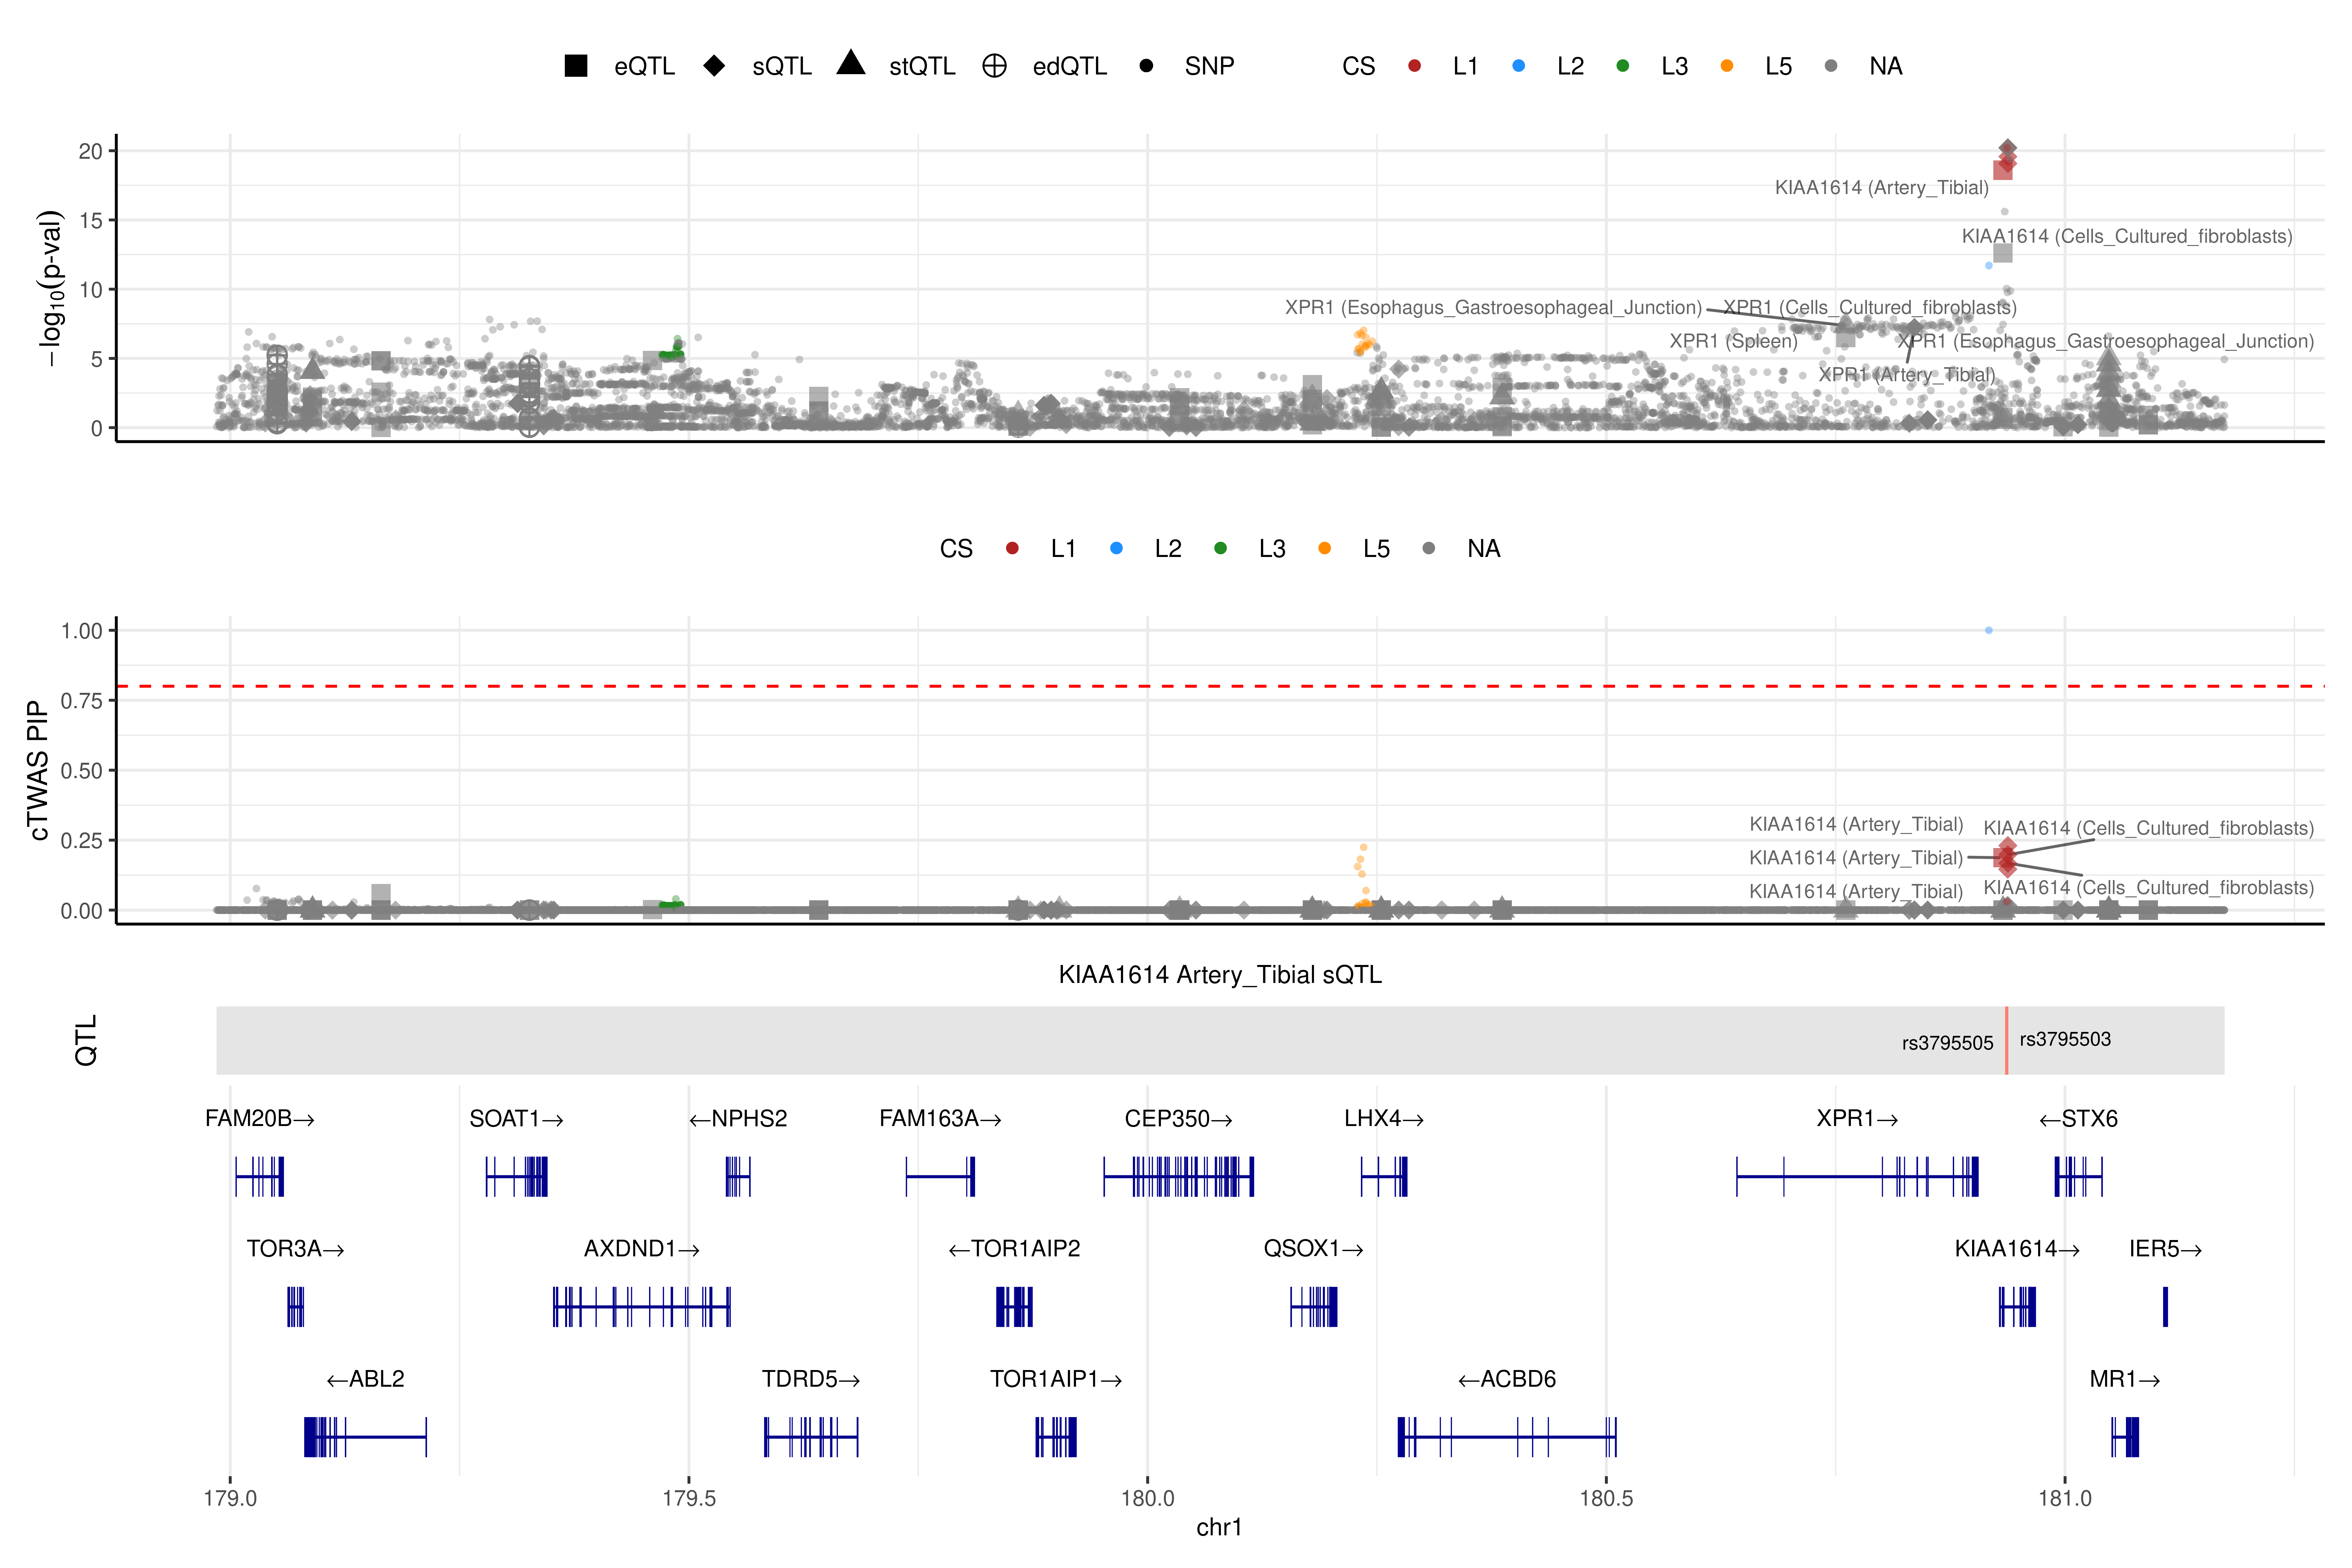 eQTL sQTL stQTL edQTL SNP CS L1 L2 L3 L5 NA
−log10(p-val)
20
15
10
5
0
KIAA1614 (Artery_Tibial)
KIAA1614 (Cells_Cultured_fibroblasts)
XPR1 (Esophagus_Gastroesophageal_Junction)
XPR1 (Cells_Cultured_fibroblasts)
XPR1 (Spleen)
XPR1 (Esophagus_Gastroesophageal_Junction)
XPR1 (Artery_Tibial)
CS L1 L2 L3 L5 NA
cTWAS PIP
1.00
0.75
0.50
0.25
0.00
KIAA1614 (Artery_Tibial)
KIAA1614 (Cells_Cultured_fibroblasts)
KIAA1614 (Artery_Tibial)
KIAA1614 (Artery_Tibial)
KIAA1614 (Cells_Cultured_fibroblasts)
KIAA1614 Artery_Tibial sQTL
QTL
rs3795505
rs3795503
FAM20B→ SOAT1→ ←NPHS2 FAM163A→ CEP350→ LHX4→ XPR1→ ←STX6
TOR3A→ AXDND1→ ←TOR1AIP2 QSOX1→ KIAA1614→ IER5→
←ABL2 TDRD5→ TOR1AIP1→ ←ACBD6 MR1→
179.0 179.5 180.0 180.5 181.0
chr1